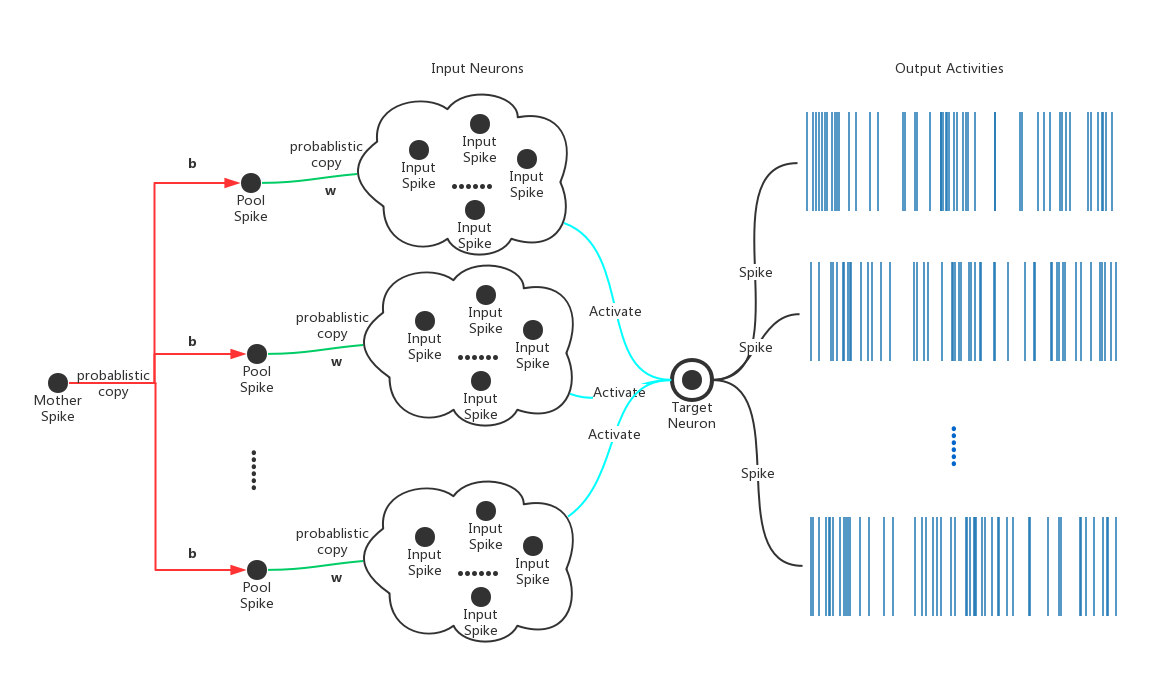 Input Neurons
Output Activities
b
probablistic
copy
w
Pool
Spike
Input
Spike
Input
Spike
Input
Spike
Input
Spike
Activate
Spike
b
probablistic
copy
w
Pool
Spike
Input
Spike
Input
Spike
Input
Spike
Input
Spike
Activate
Spike
probablistic
copy
Mother
Spike
Target
Neuron
Activate
Spike
b
probablistic
copy
w
Pool
Spike
Input
Spike
Input
Spike
Input
Spike
Input
Spike